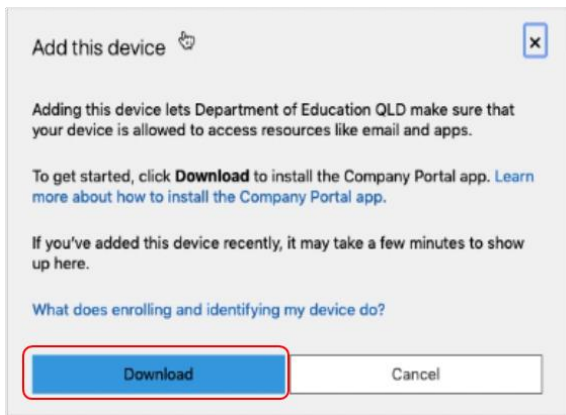 Add this device
×
Adding this device lets Department of Education QLD make sure that
your device is allowed to access resources like email and apps.
To get started, click Download to install the Company Portal app. Learn
more about how to install the Company Portal app.
If you've added this device recently, it may take a few minutes to show
up here.
What does enrolling and identifying my device do?
Download
Cancel